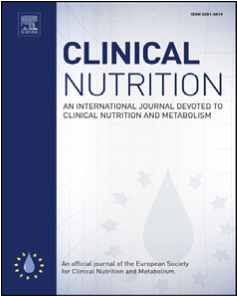 ISSN 0261-5614
CLINICAL
NUTRITION
AN INTERNATIONAL JOURNAL DEVOTED TO
CLINICAL NUTRITION AND METABOLISM
An official journal of the European Society
for Clinical Nutrition and Metabolism.